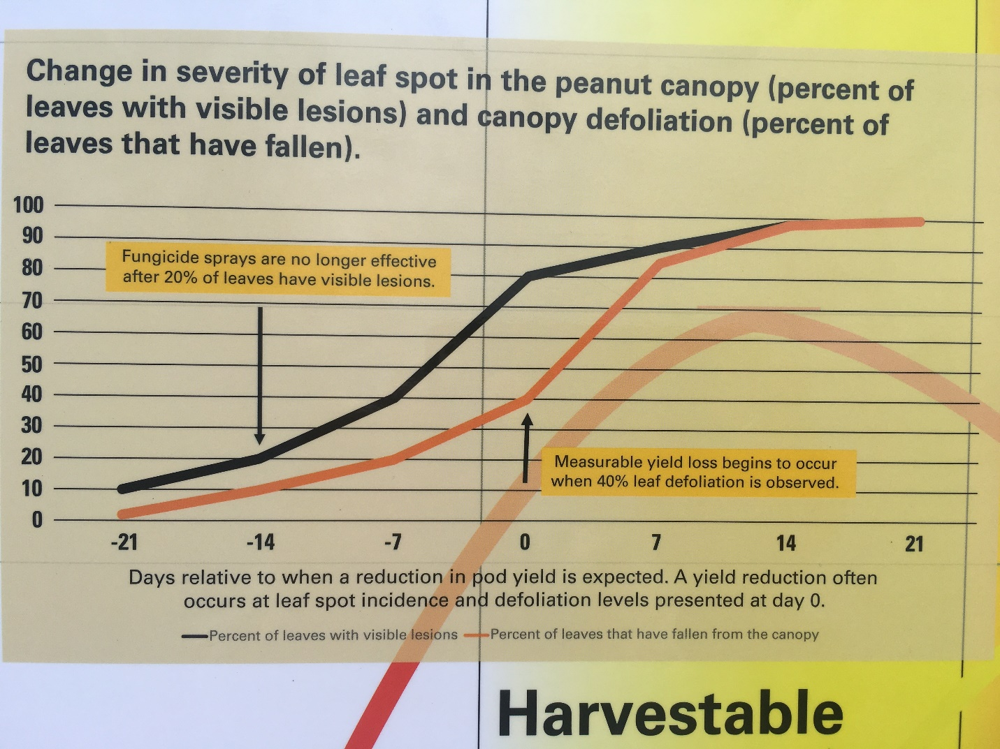 Change in severity of leaf spot in the peanut canopy (percent of
leaves with visible lesions) and canopy defoliation (percent of
leaves that have fallen).
100
90
80
70
60
50
40
30
20
10
0
Fungicide sprays are no longer effective
after 20% of leaves have visible lesions.
Measurable yield loss begins to occur
when 40% leaf defoliation is observed.
-21 -14 -7 0 7 14 21
Days relative to when a reduction in pod yield is expected. A yield reduction often
occurs at leaf spot incidence and defoliation levels presented at day 0.
Percent of leaves with visible lesions Percent of leaves that have fallen from the canopy
Harvestable